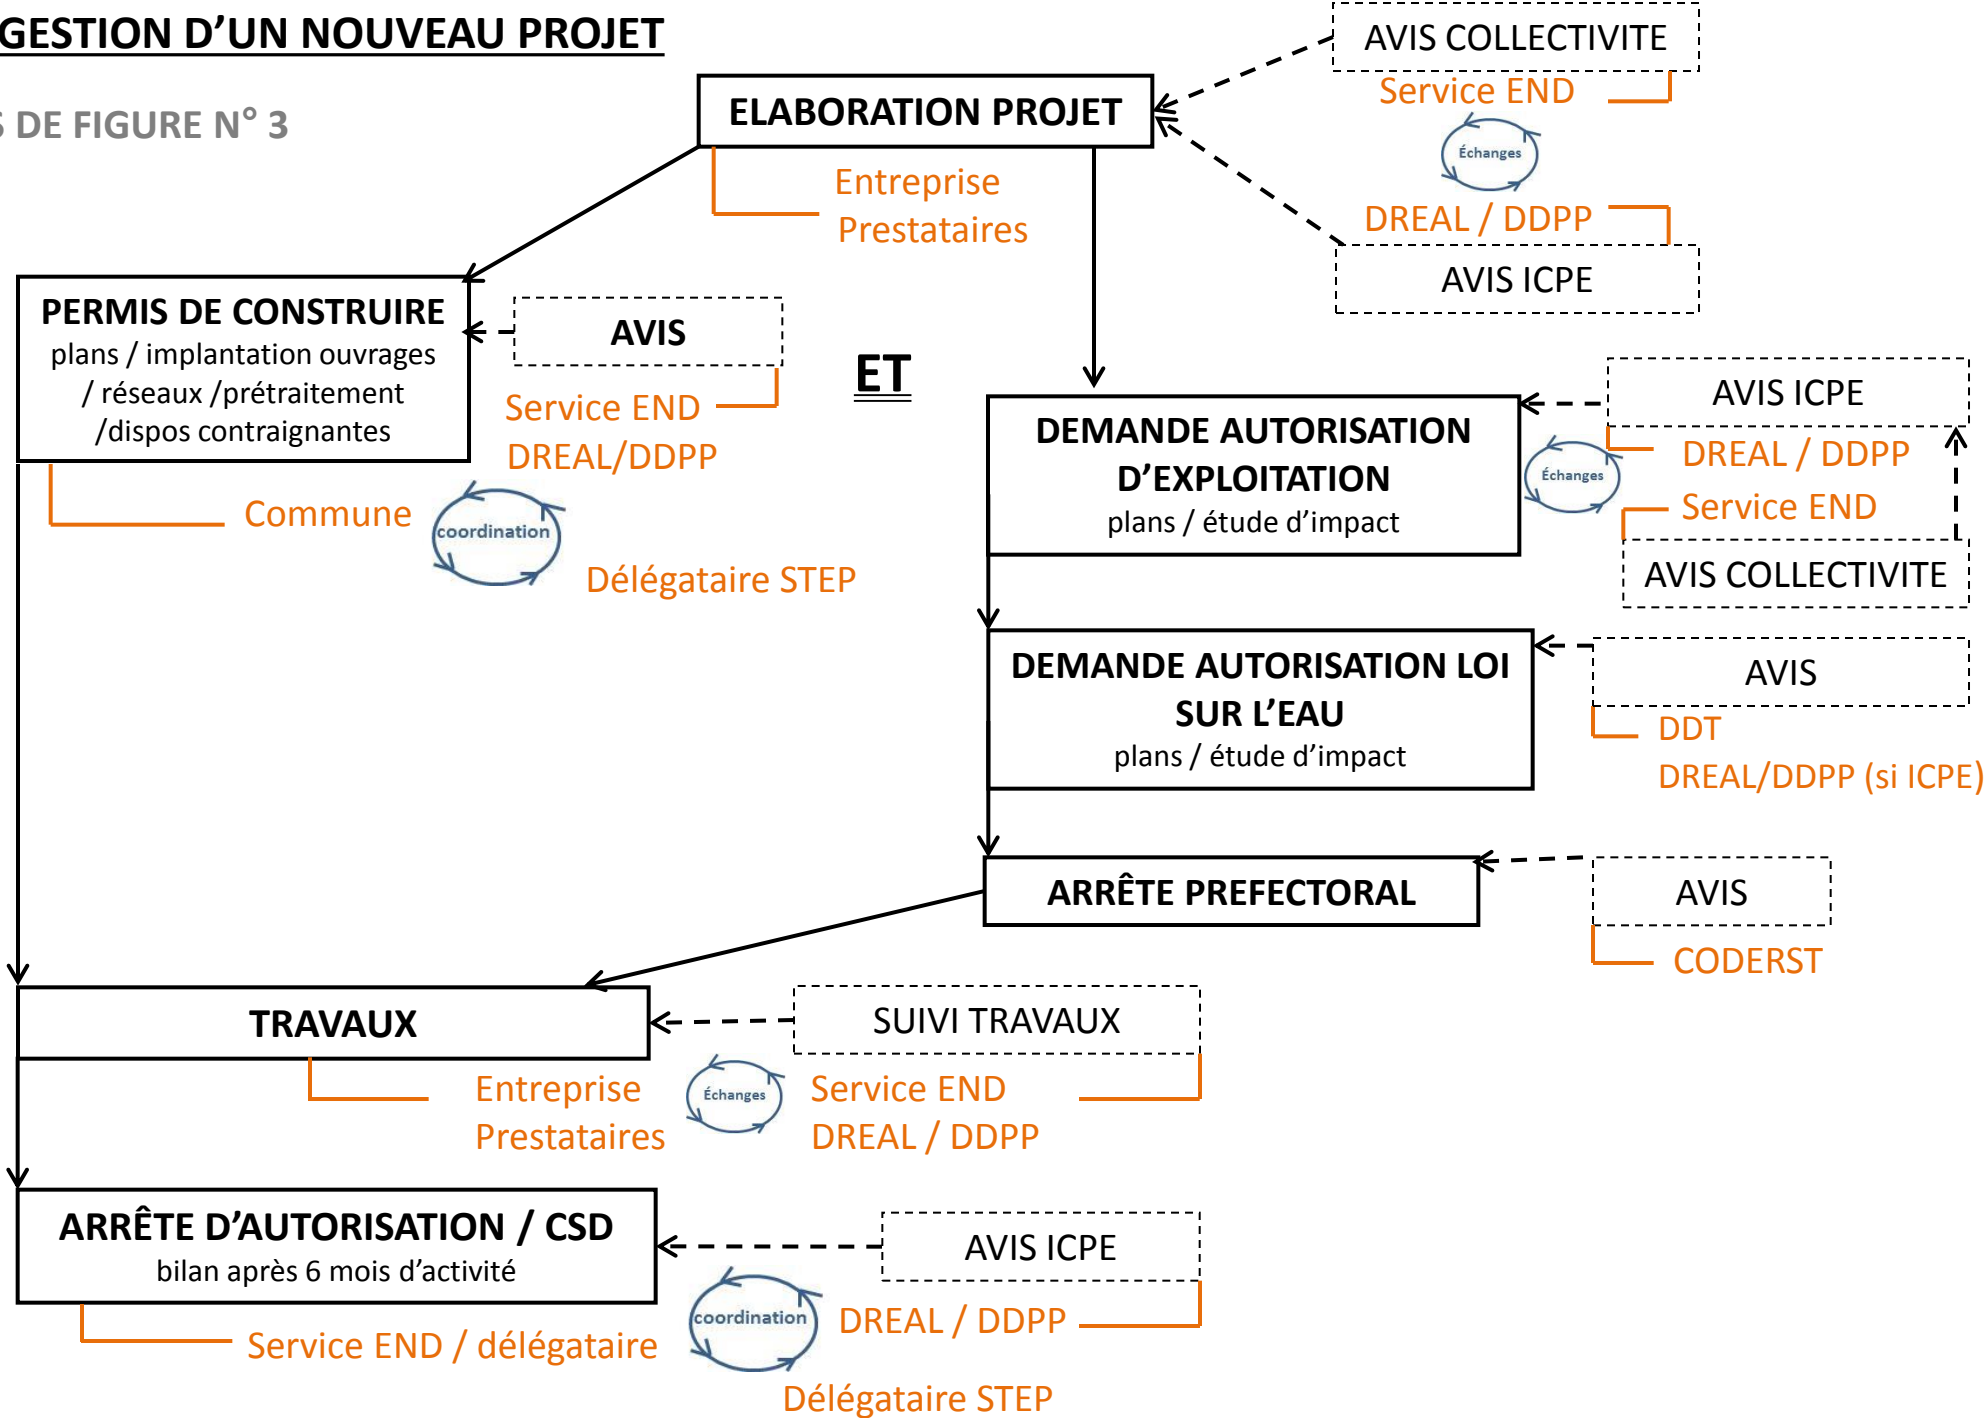 GESTION D'UN NOUVEAU PROJET
S DE FIGURE N° 3
ELABORATION PROJET
Entreprise
Prestataires
AVIS COLLECTIVITE
Service END
Échanges
DREAL / DDPP
AVIS ICPE
PERMIS DE CONSTRUIRE
plans / implantation ouvrages
/ réseaux /prétraitement
/dispos contraignantes
AVIS
Service END
DREAL/DDPP
Commune
coordination
Délégataire STEP
ET
DEMANDE AUTORISATION
D'EXPLOITATION
plans / étude d'impact
AVIS ICPE
DREAL / DDPP
Échanges
Service END
AVIS COLLECTIVITE
DEMANDE AUTORISATION LOI
SUR L'EAU
plans / étude d'impact
AVIS
DDT
DREAL/DDPP (si ICPE)
ARRÊTE PREFECTORAL
AVIS
CODERST
TRAVAUX
Entreprise
Prestataires
Échanges
SUIVI TRAVAUX
Service END
DREAL / DDPP
ARRÊTE D'AUTORISATION / CSD
bilan après 6 mois d'activité
Service END / délégataire
coordination
AVIS ICPE
DREAL / DDPP
Délégataire STEP